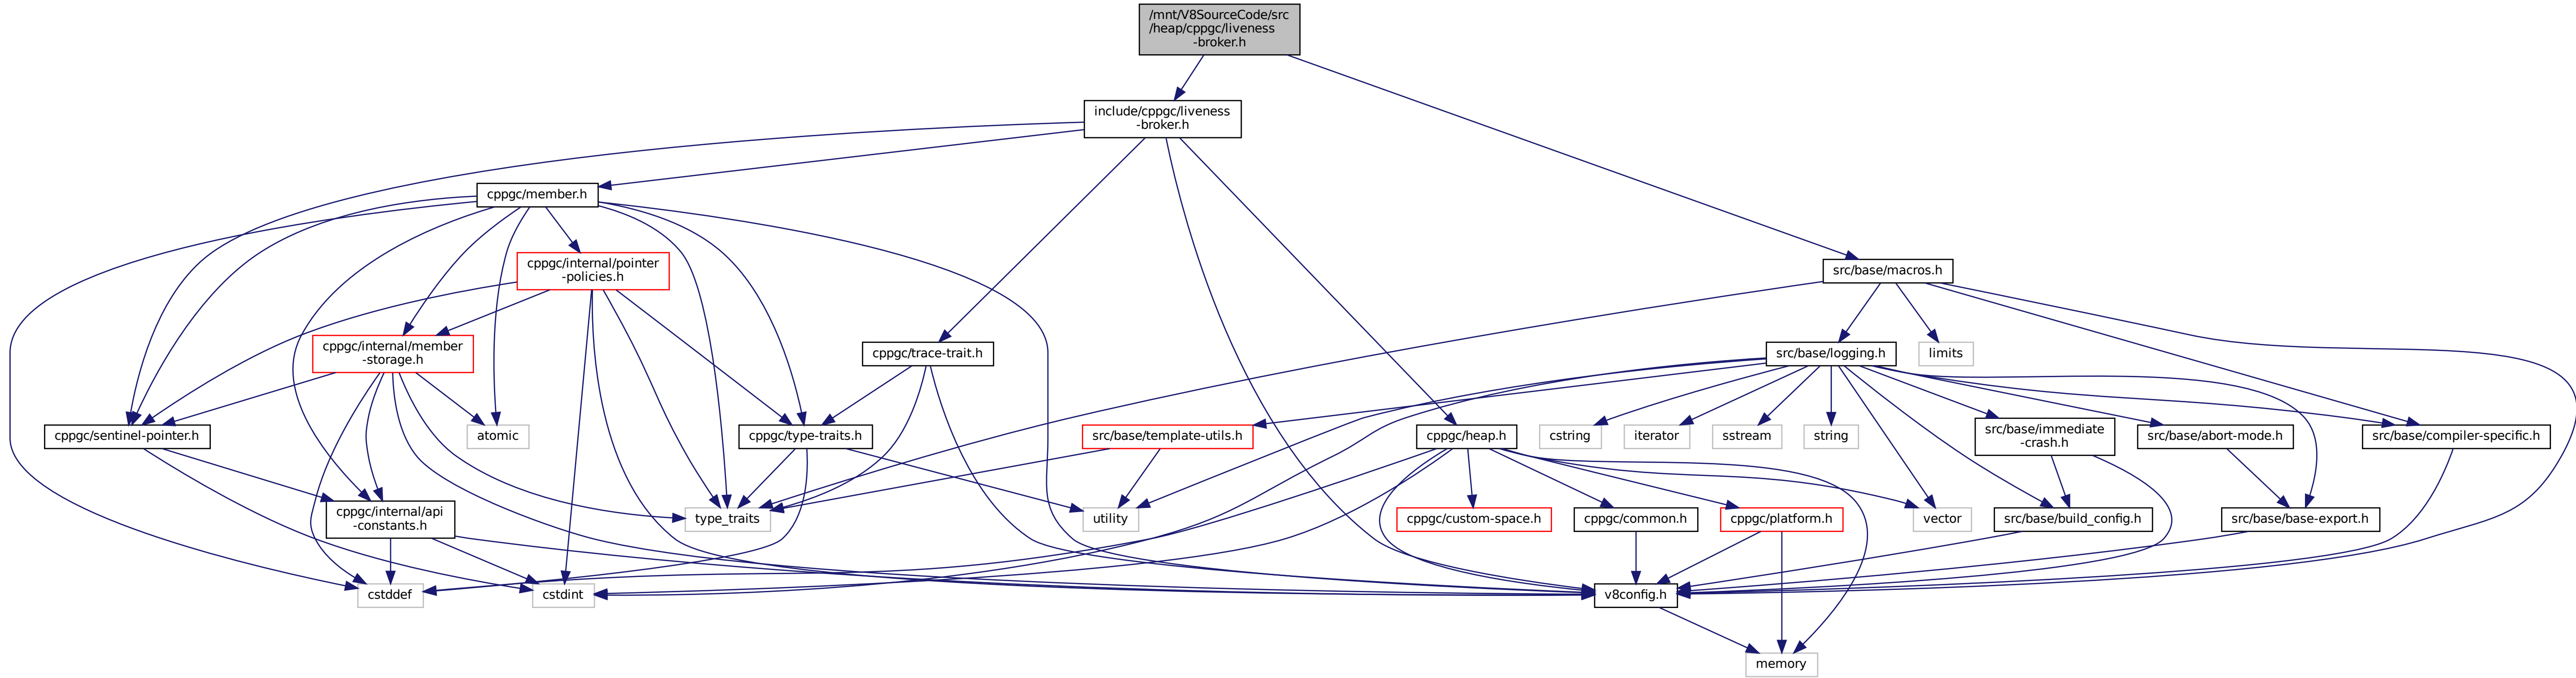 /mnt/V8SourceCode/src
/heap/cppgc/liveness
-broker.h
include/cppgc/liveness
-broker.h
cppgc/member.h
cppgc/internal/pointer
-policies.h
src/base/macros.h
cppgc/internal/member
-storage.h
cppgc/trace-trait.h
src/base/logging.h
limits
cppgc/sentinel-pointer.h
atomic
cppgc/type-traits.h
src/base/template-utils.h
cppgc/heap.h
cstring
iterator
sstream
string
src/base/immediate
-crash.h
src/base/abort-mode.h
src/base/compiler-specific.h
cppgc/internal/api
-constants.h
type_traits
utility
cppgc/custom-space.h
cppgc/common.h
cppgc/platform.h
vector
src/base/build_config.h
src/base/base-export.h
cstddef
cstdint
v8config.h
memory